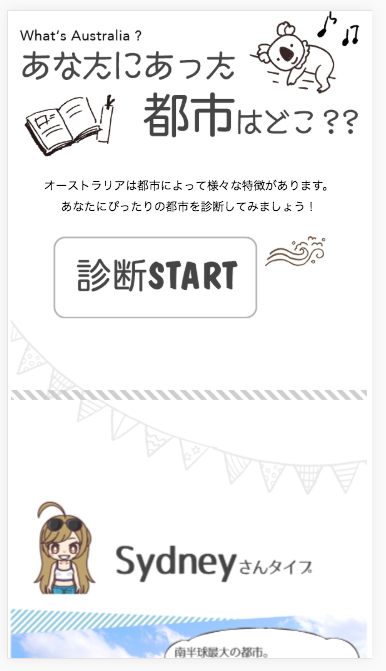 What's Australia ?
あなたにあった
都市はどこ??
オーストラリアは都市によって様々な特徴があります。
あなたにぴったりの都市を診断してみましょう！
診断START
Sydneyさんタイプ
南半球最大の都市。